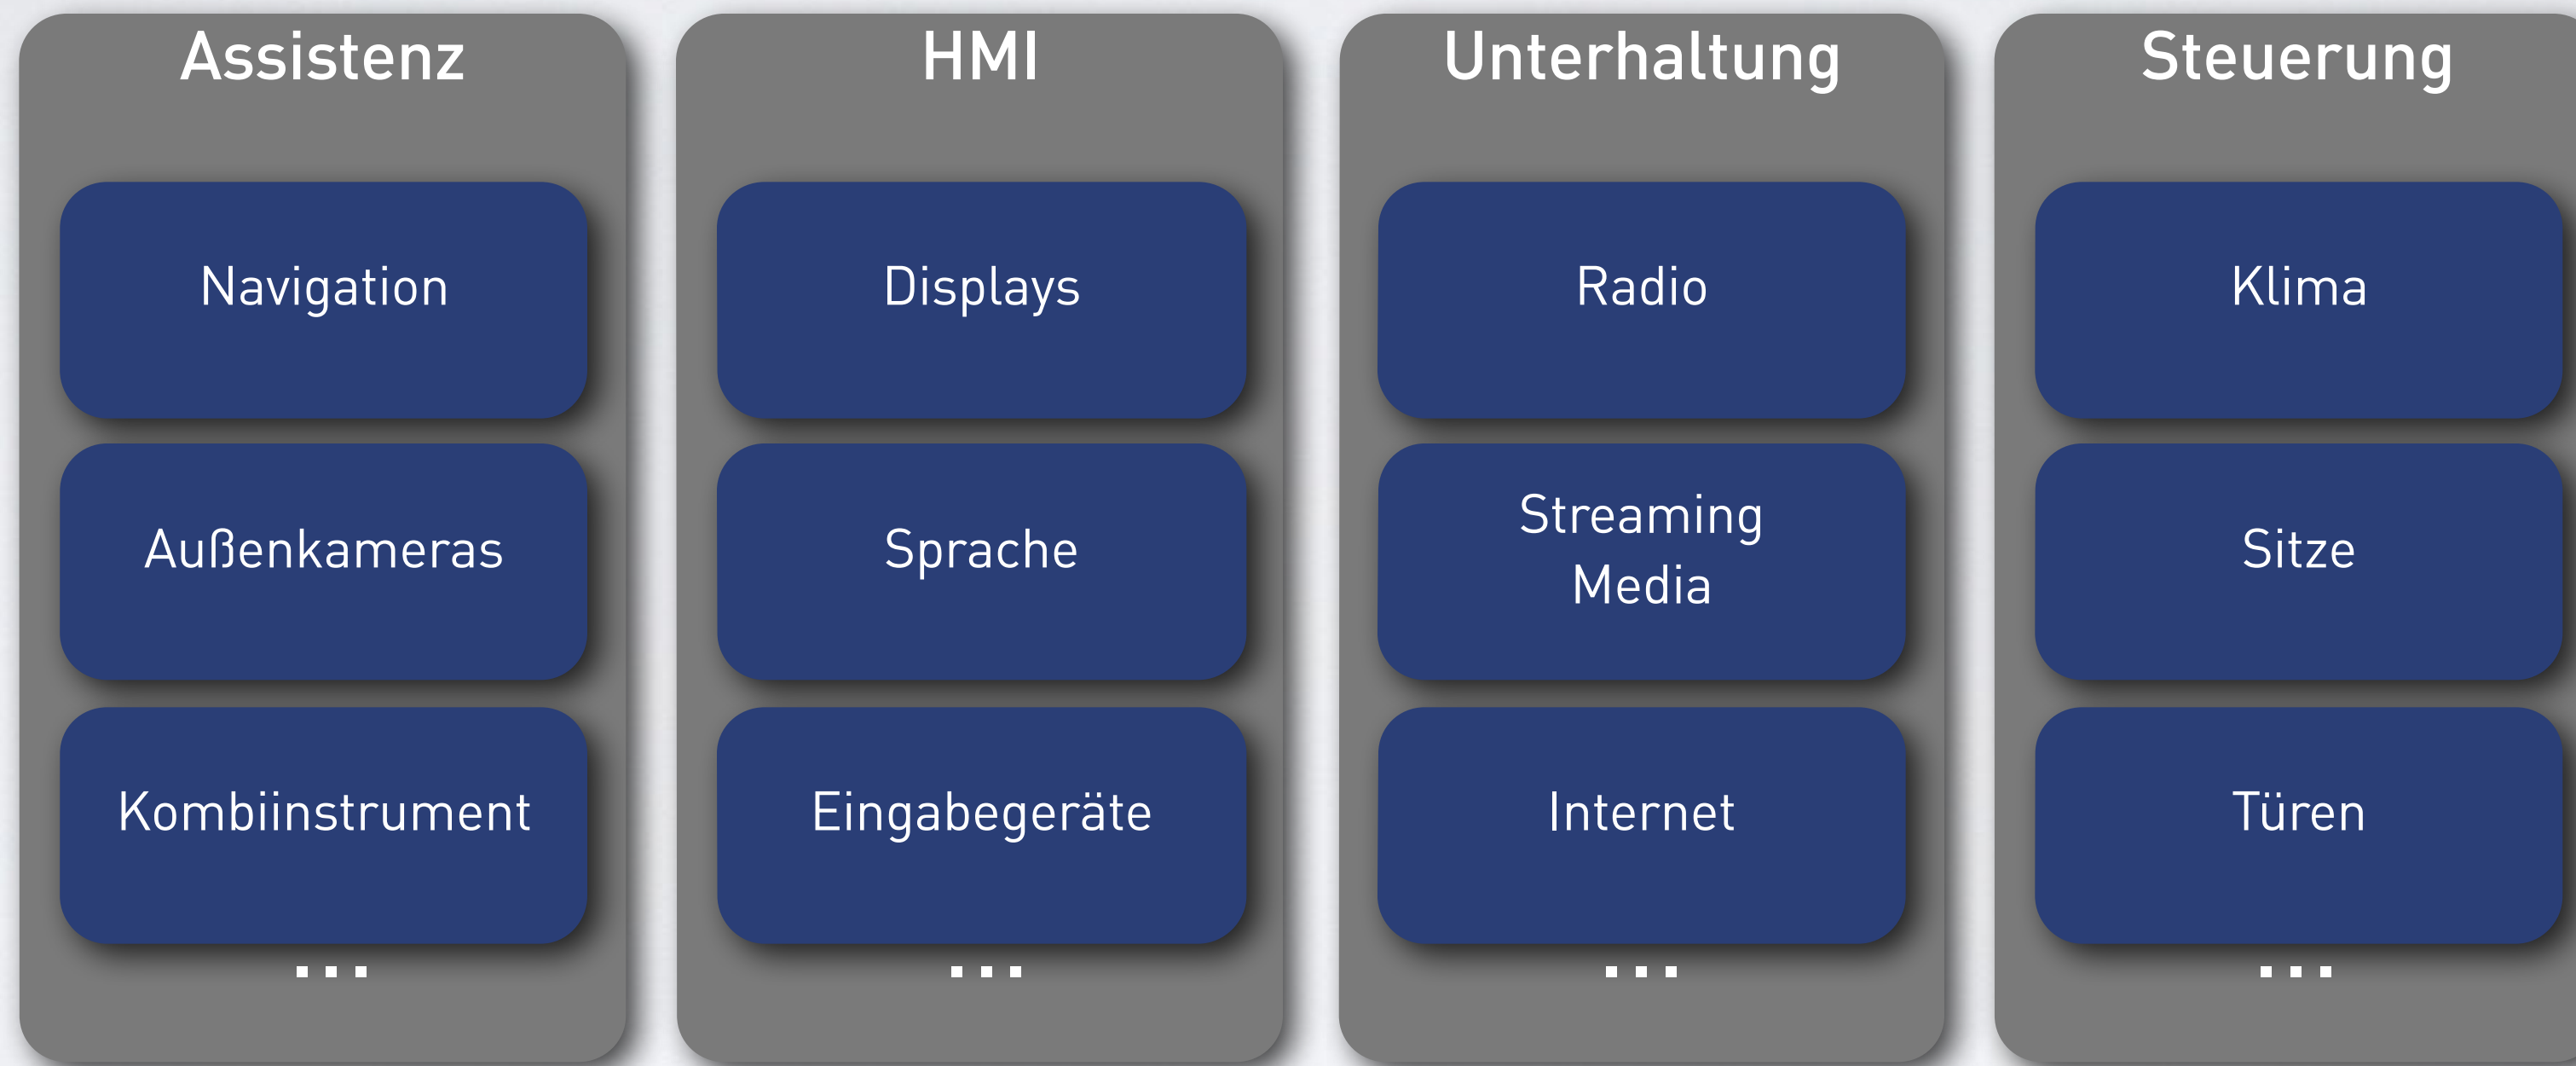 Assistenz
Navigation
Außenkameras
Kombiinstrument
...
HMI
Displays
Sprache
Eingabegeräte
...
Unterhaltung
Radio
Streaming
Media
Internet
...
Steuerung
Klima
Sitze
Türen
...